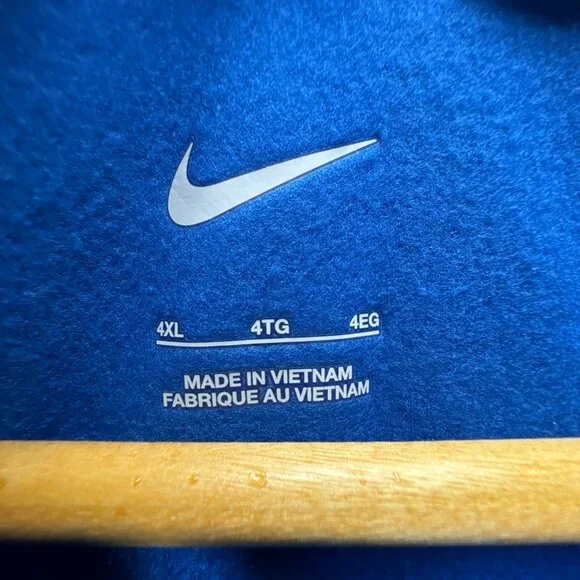 4XL 4TG 4EG
MADE IN VIETNAM
FABRIQUE AU VIETNAM